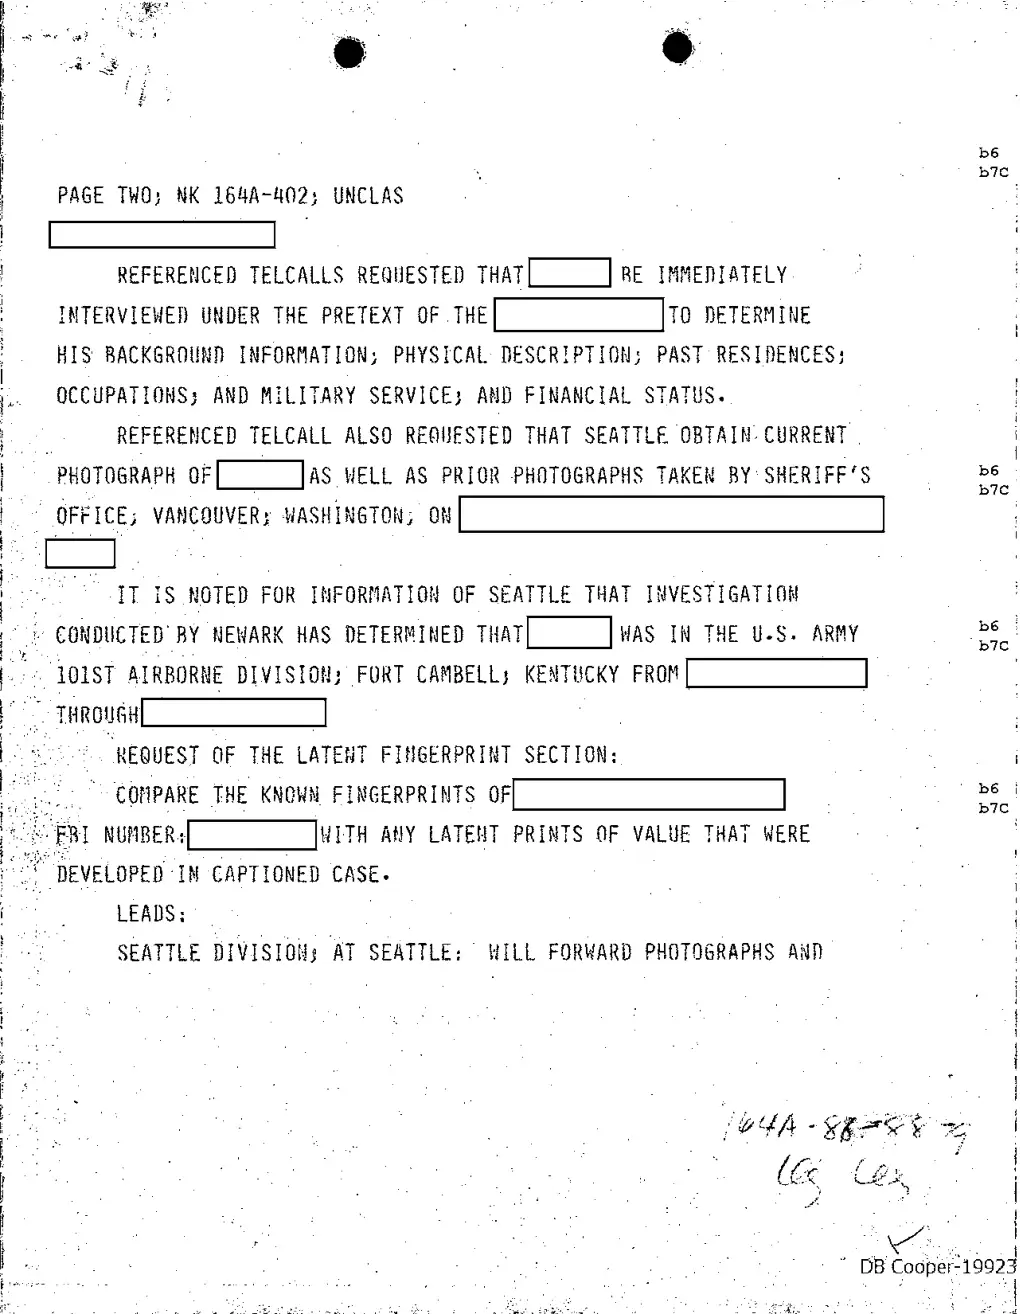 b6
b7C
PAGE TWO; NK 164A-402; UNCLAS
REFERENCED TELCALLS REQUESTED THAT BE IMMEDIATELY
INTERVIEWED UNDER THE PRETEXT OF THE TO DETERMINE
HIS BACKGROUND INFORMATION; PHYSICAL DESCRIPTION; PAST RESIDENCES;
OCCUPATIONS; AND MILITARY SERVICE; AND FINANCIAL STATUS.
REFERENCED TELCALL ALSO REQUESTED THAT SEATTLE OBTAIN CURRENT
PHOTOGRAPH OF AS WELL AS PRIOR PHOTOGRAPHS TAKEN BY SHERIFF'S
b6
b7C
OFFICE; VANCOUVER; WASHINGTON; ON
IT IS NOTED FOR INFORMATION OF SEATTLE THAT INVESTIGATION
CONDUCTED BY NEWARK HAS DETERMINED THAT WAS IN THE U.S. ARMY
b6
b7C
101ST AIRBORNE DIVISION; FORT CAMBELL; KENTUCKY FROM
THROUGH
REQUEST OF THE LATENT FINGERPRINT SECTION:
COMPARE THE KNOWN FINGERPRINTS OF
b6
b7C
FBI NUMBER: WITH ANY LATENT PRINTS OF VALUE THAT WERE
DEVELOPED IN CAPTIONED CASE.
LEADS:
SEATTLE DIVISION; AT SEATTLE: WILL FORWARD PHOTOGRAPHS AND
DB Cooper-19923